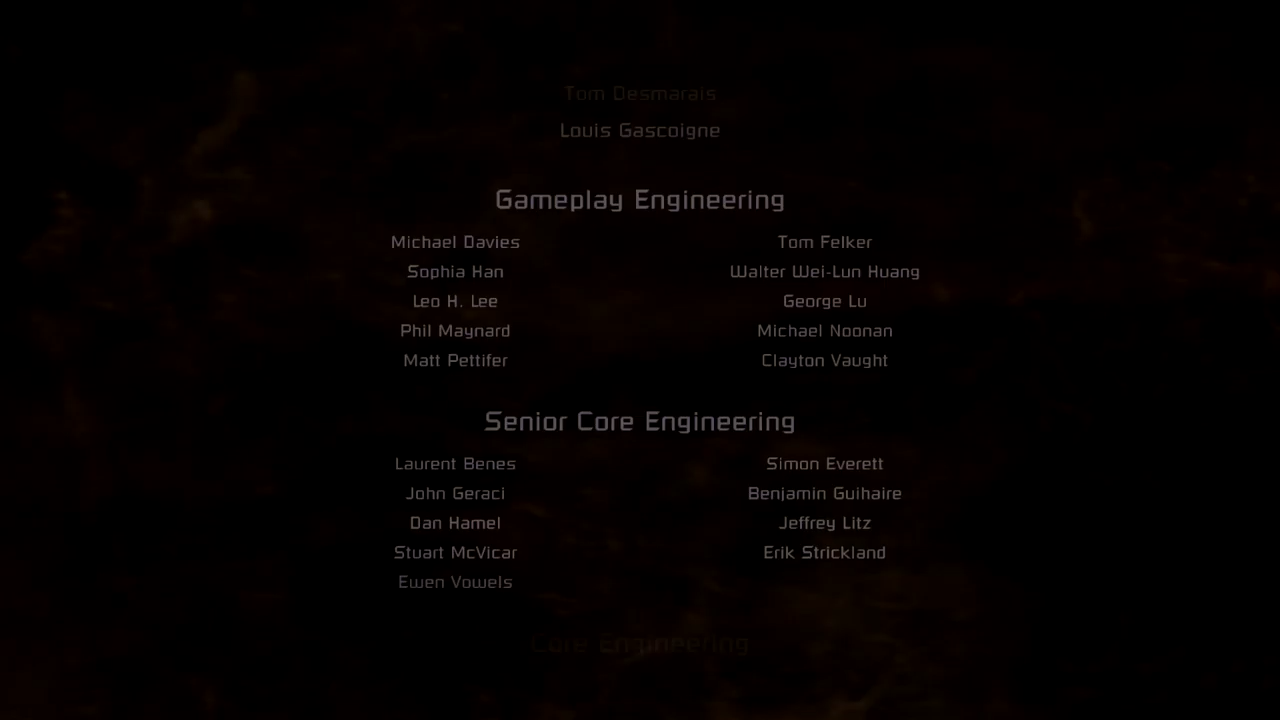 Tom Desmarais
Louis Gascoigne
Gameplay Engineering
Michael Davies Tom Felker
Sophia Han Walter Wei-Lun Huang
Leo H. Lee George Lu
Phil Maynard Michael Noonan
Matt Pettifer Clayton Vaught
Senior Core Engineering
Laurent Benes Simon Everett
John Geraci Benjamin Guihaire
Dan Hamel Jeffrey Litz
Stuart McVicar Erik Strickland
Ewen Vowels
Core Engineering